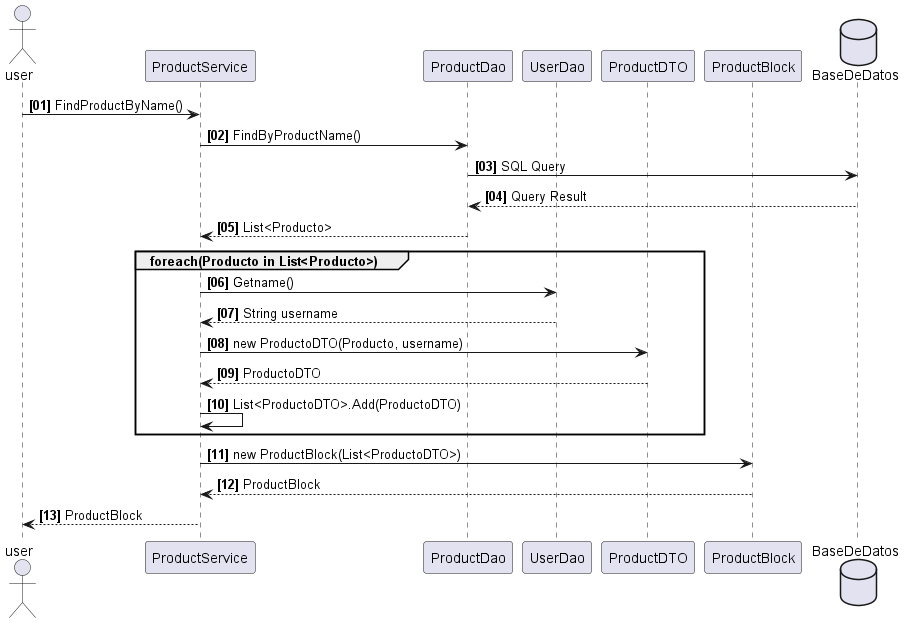 user
ProductService
ProductDao
UserDao
ProductDTO
ProductBlock
BaseDeDatos
[01] FindProductByName()
[02] FindByProductName()
[03] SQL Query
[04] Query Result
[05] List<Producto>
foreach(Producto in List<Producto>)
[06] Getname()
[07] String username
[08] new ProductoDTO(Producto, username)
[09] ProductoDTO
[10] List<ProductoDTO>.Add(ProductoDTO)
[11] new ProductBlock(List<ProductoDTO>)
[12] ProductBlock
[13] ProductBlock
user
ProductService
ProductDao
UserDao
ProductDTO
ProductBlock
BaseDeDatos